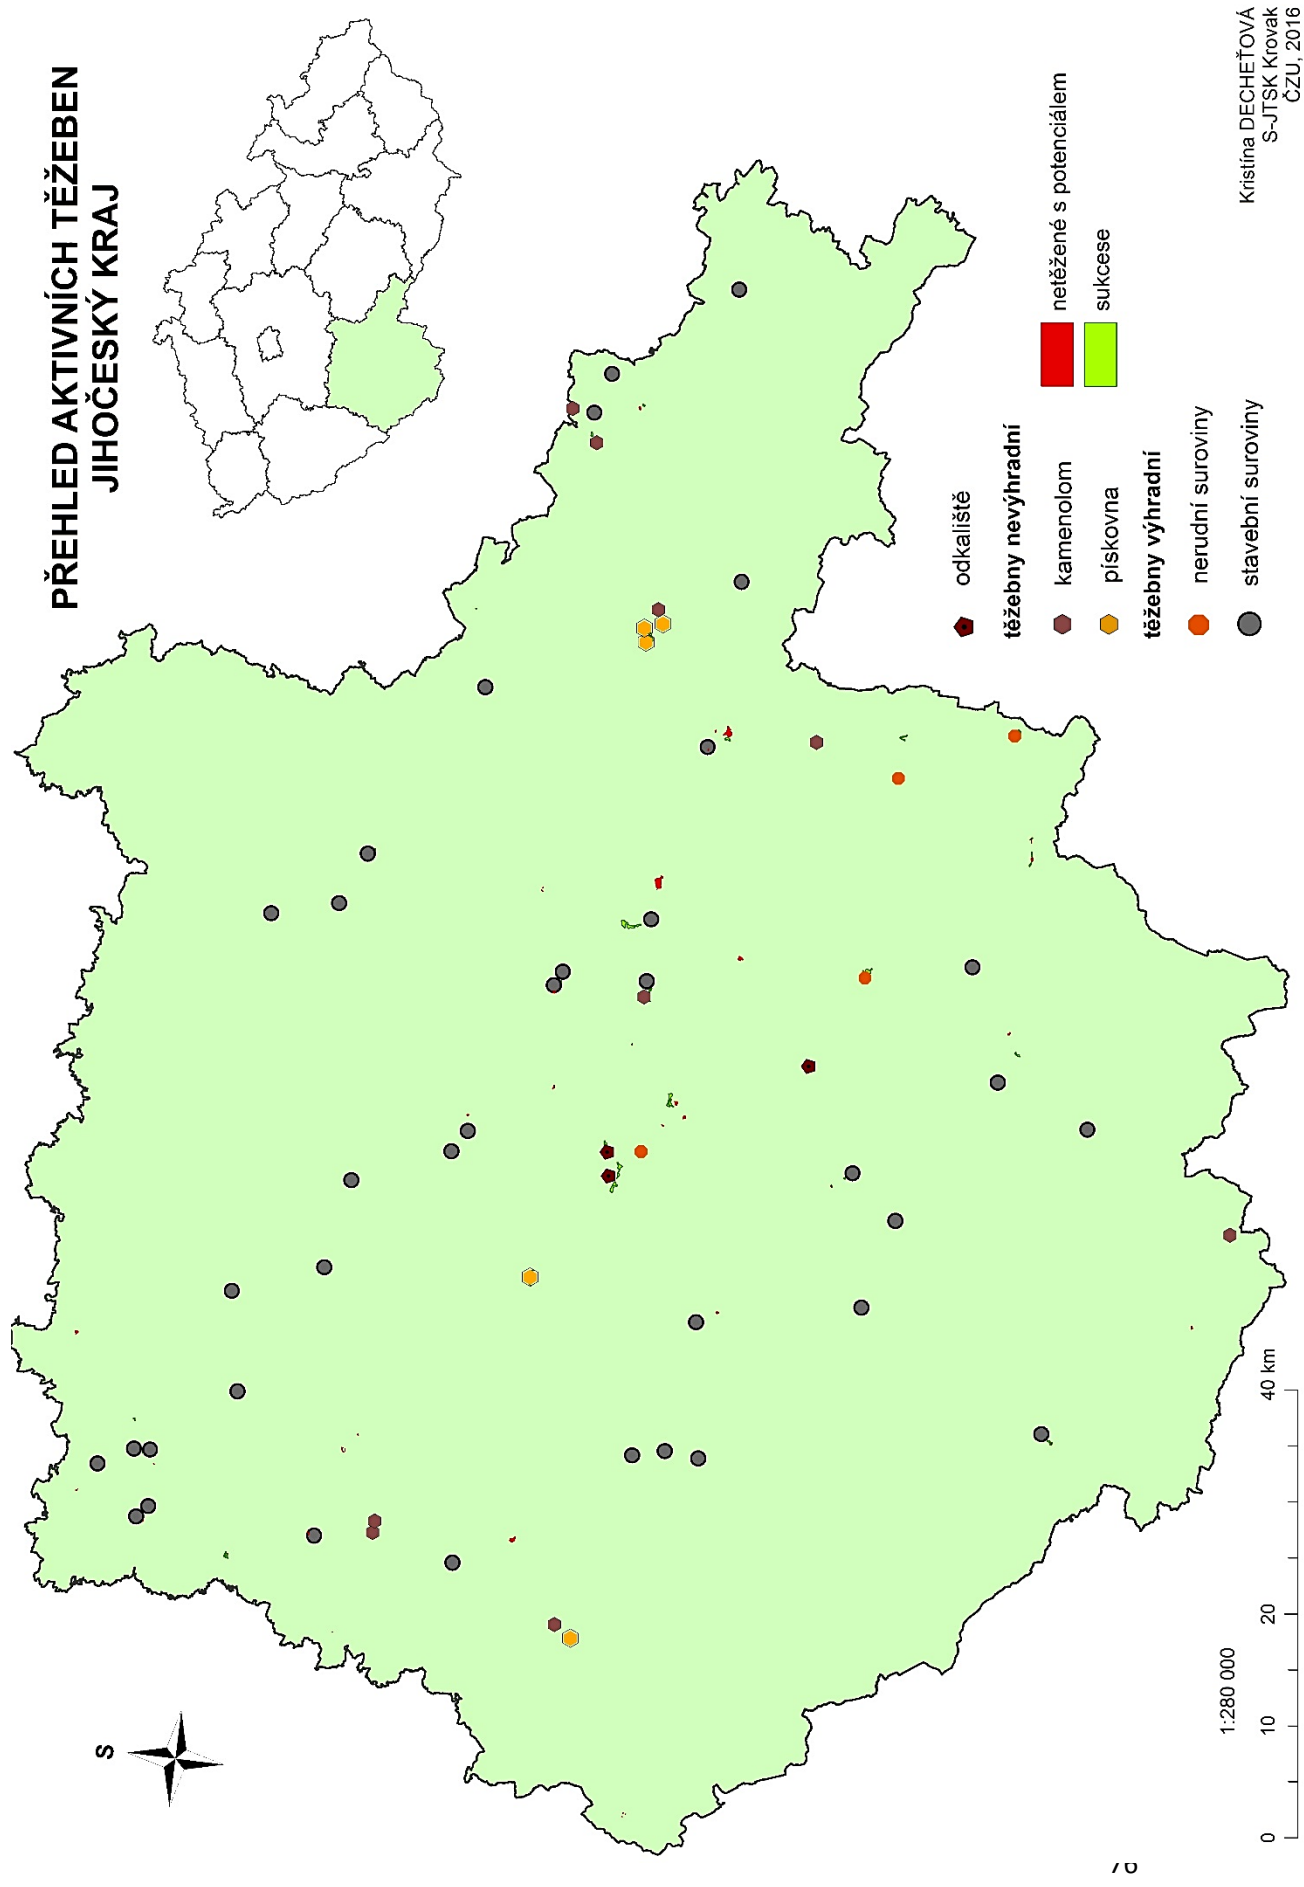 PŘEHLED AKTIVNÍCH TĚŽEBEN
JIHOČESKÝ KRAJ
S
odkaliště
těžebny nevýhradní
kamenolom
pískovna
těžebny výhradní
nerudní suroviny
stavební suroviny
netěžené s potenciálem
sukcese
1:280 000
0 10 20 40 km
Kristína DECHEŤOVÁ
S-JTSK Krovak
ČZU, 2016